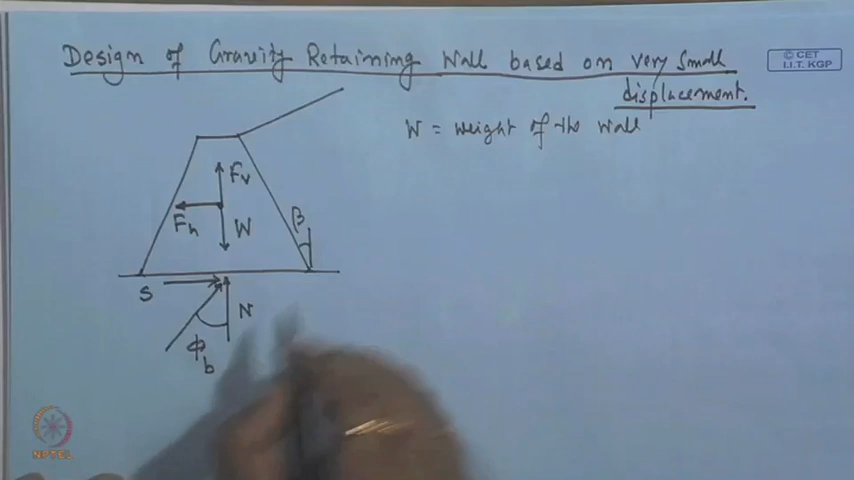 Design of Gravity Retaining Wall based on very small
displacement.
© CET
I.I.T. KGP
W = weight of the wall
Fv
Fh
W
β
S
N
ϕb
NPTEL